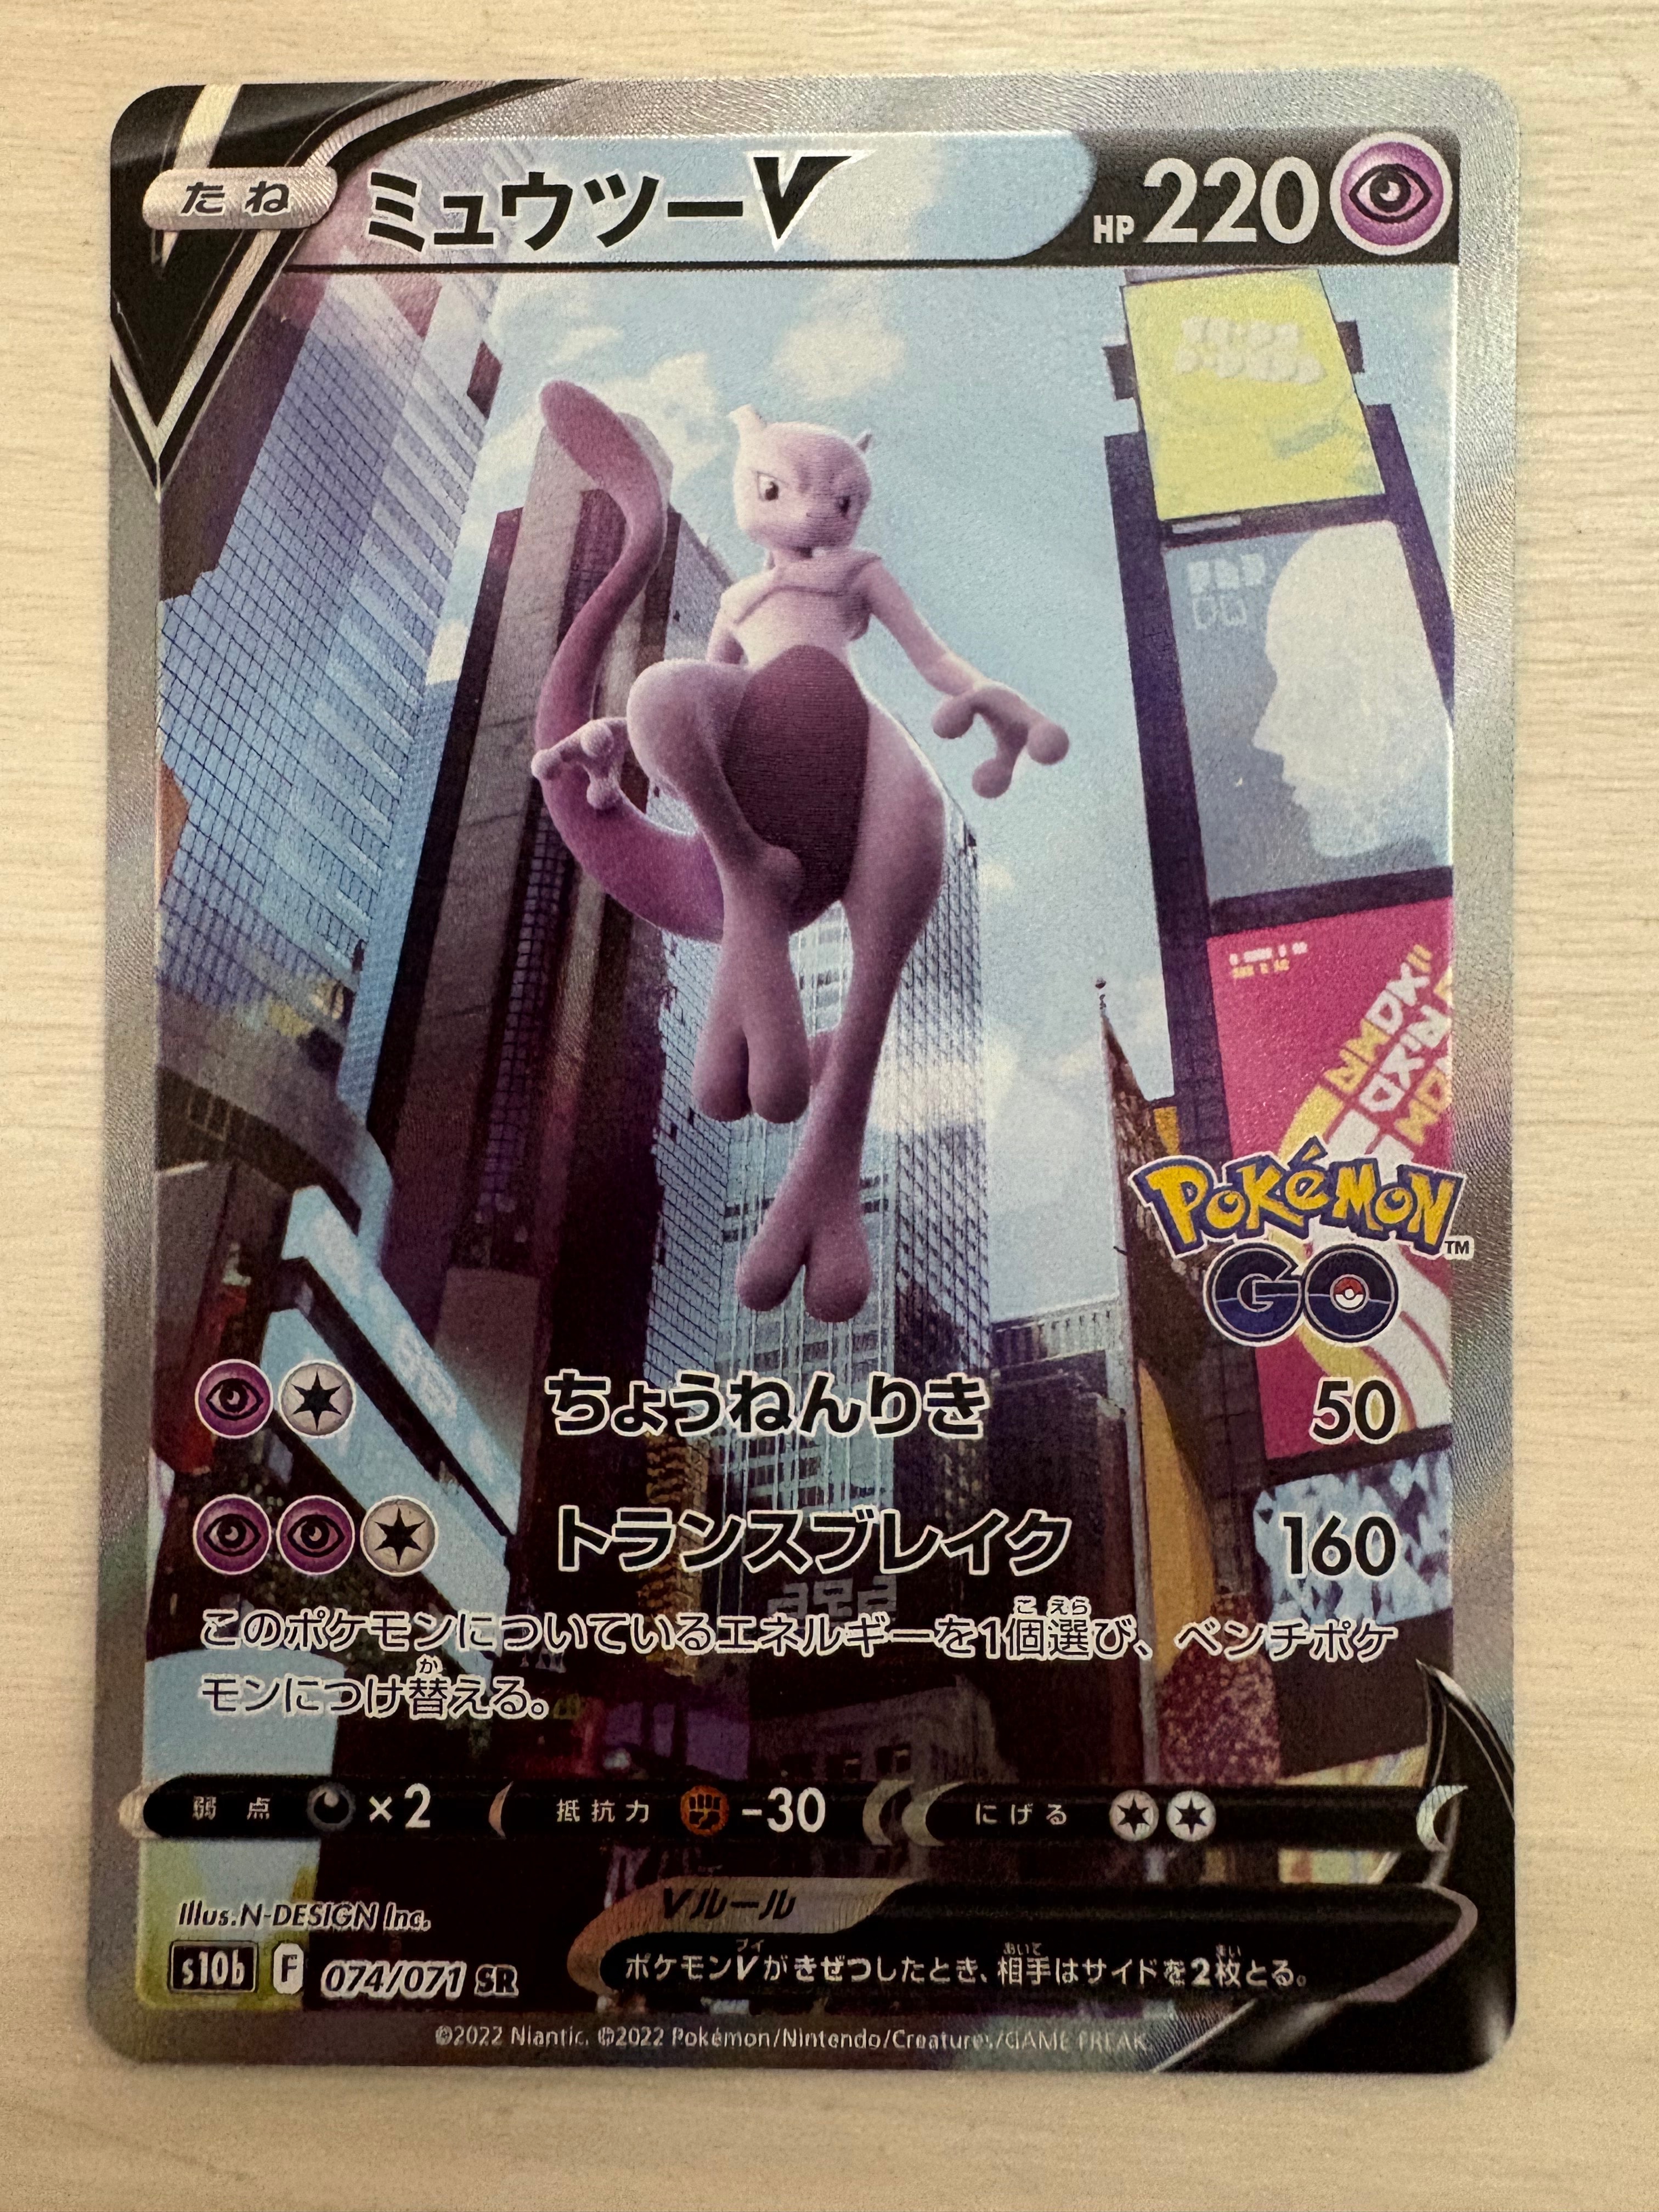 たね ミュウツーV HP 220
Pokémon TM
GO
ちょうねんりき 50
トランスブレイク 160
このポケモンについているエネルギーを1個選び、ベンチポケ
モンにつけ替える。
弱点 ×2 抵抗力 -30 にげる
Illus.N-DESIGN Inc.
Vルール
s10b F 074/071 SR
ポケモンVがきぜつしたとき、相手はサイドを2枚とる。
©2022 Niantic. ©2022 Pokémon/Nintendo/Creatures/GAME FREAK.